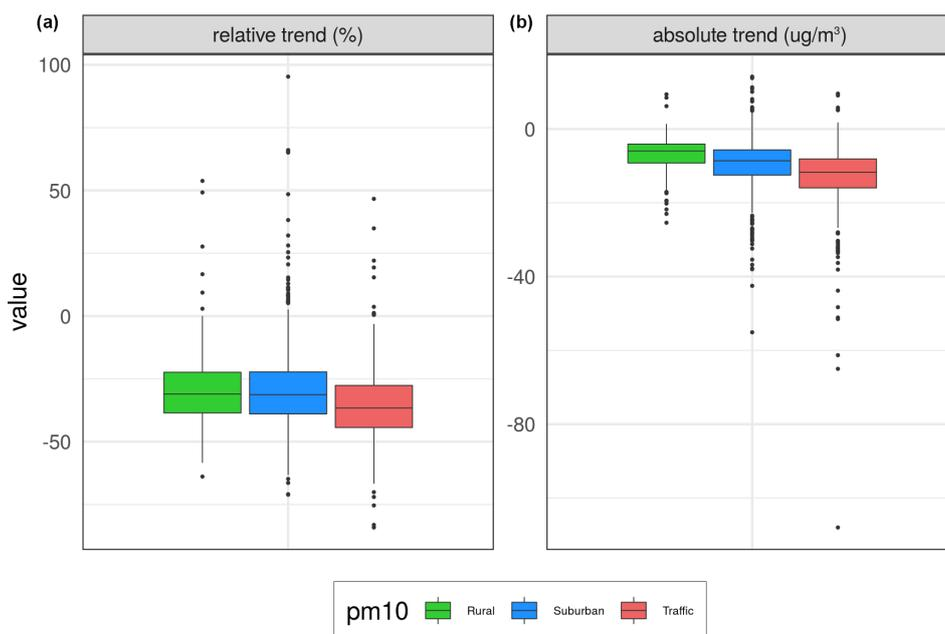 (a)
relative trend (%)
(b)
absolute trend (ug/m³)
value
100
50
0
-50
0
-40
-80
pm10
Rural
Suburban
Traffic